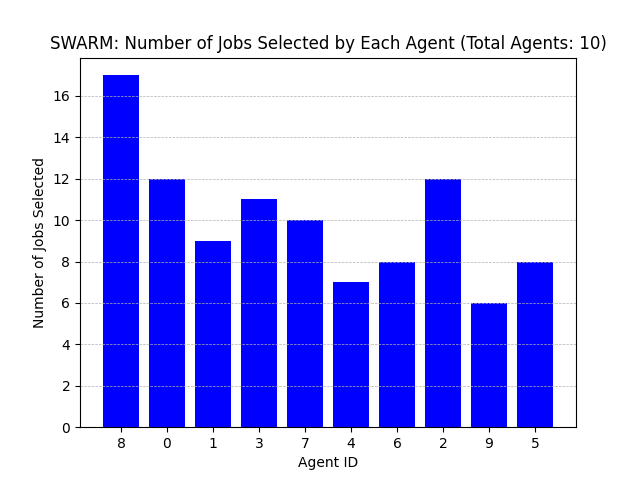 SWARM: Number of Jobs Selected by Each Agent (Total Agents: 10)
Number of Jobs Selected
16
14
12
10
8
6
4
2
0
8 0 1 3 7 4 6 2 9 5
Agent ID